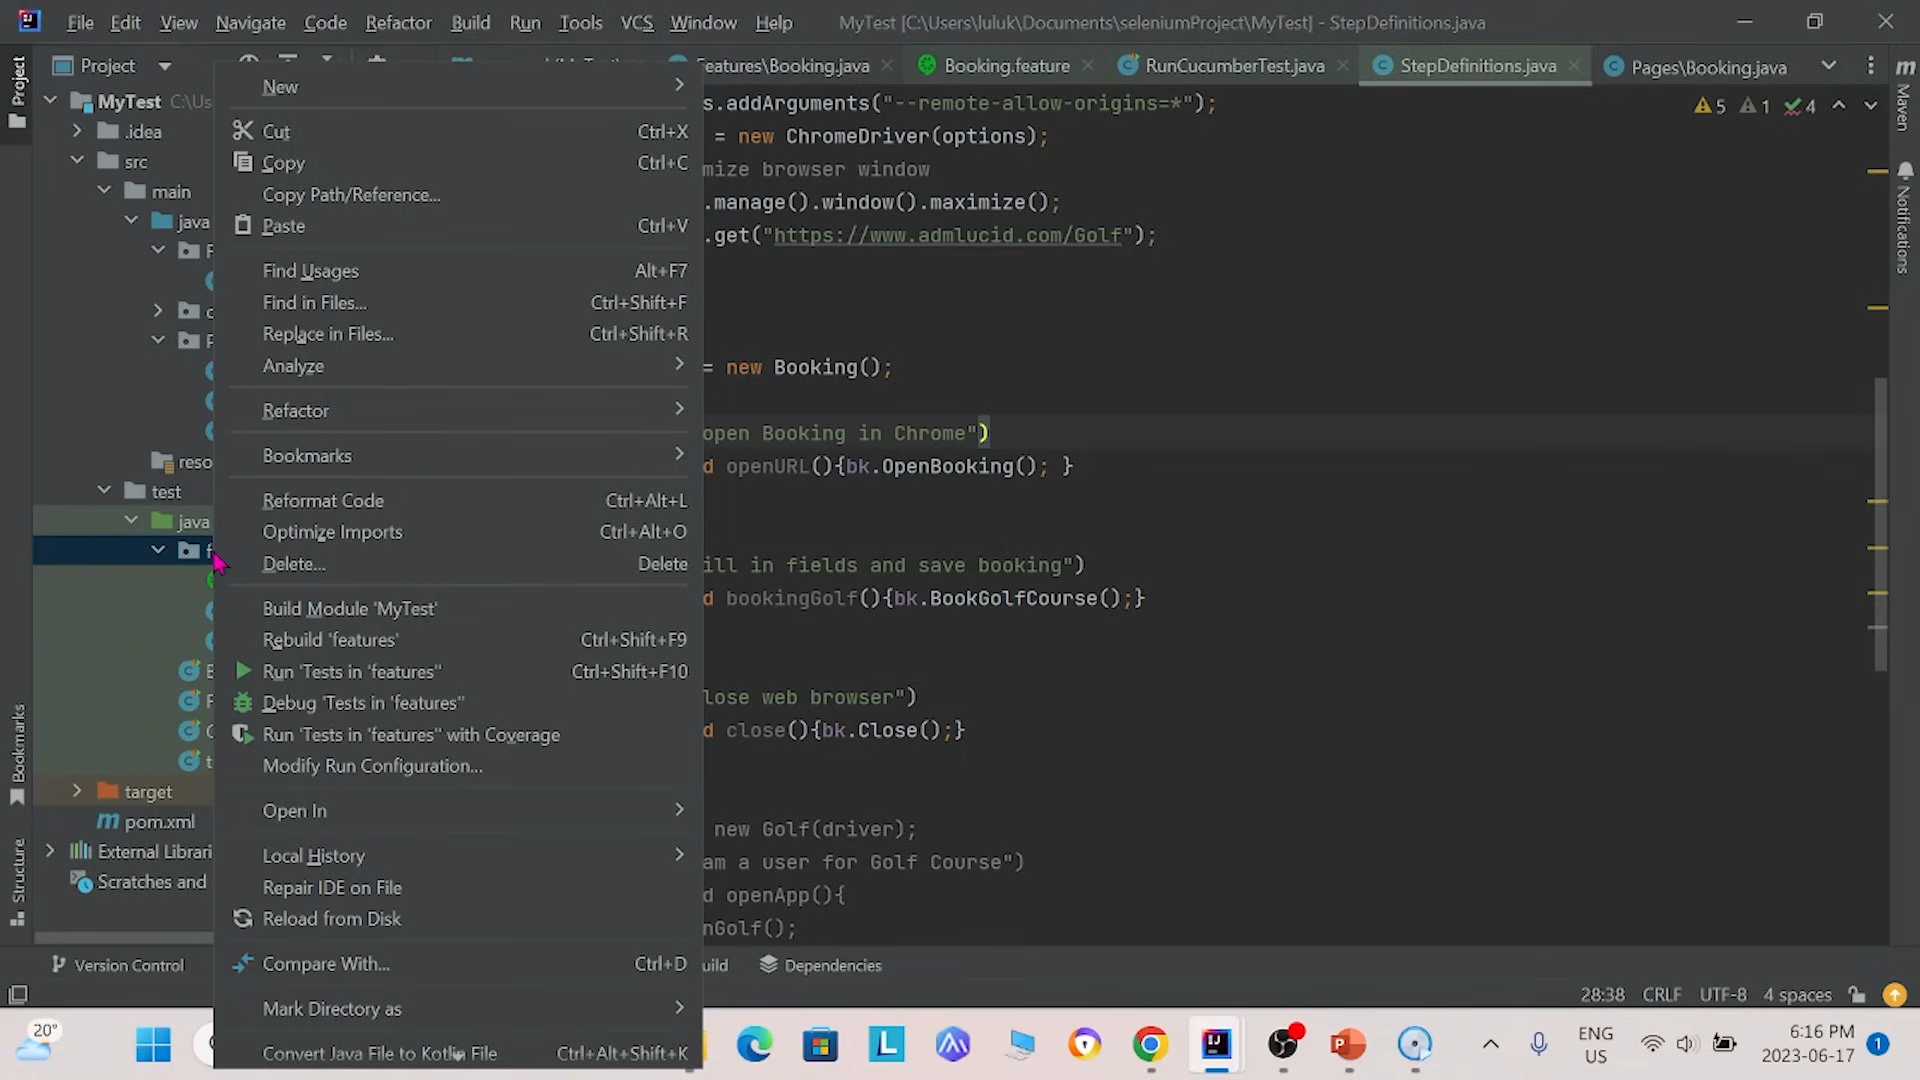 File Edit View Navigate Code Refactor Build Run Tools VCS Window Help MyTest [C:\Users\luluk\Documents\seleniumProject\MyTest] - StepDefinitions.java
Project
Features\Booking.java Booking.feature RunCucumberTest.java StepDefinitions.java Pages\Booking.java
MyTest C:\Us
.idea
src
main
java
reso
test
java
target
pom.xml
External Librari
Scratches and
New
Cut Ctrl+X
Copy Ctrl+C
Copy Path/Reference...
Paste Ctrl+V
Find Usages Alt+F7
Find in Files... Ctrl+Shift+F
Replace in Files... Ctrl+Shift+R
Analyze
Refactor
Bookmarks
Reformat Code Ctrl+Alt+L
Optimize Imports Ctrl+Alt+O
Delete... Delete
Build Module 'MyTest'
Rebuild 'features' Ctrl+Shift+F9
Run 'Tests in 'features'' Ctrl+Shift+F10
Debug 'Tests in 'features''
Run 'Tests in 'features'' with Coverage
Modify Run Configuration...
Open In
Local History
Repair IDE on File
Reload from Disk
Compare With... Ctrl+D
Mark Directory as
Convert Java File to Kotlin File Ctrl+Alt+Shift+K
s.addArguments("--remote-allow-origins=*");
= new ChromeDriver(options);
mize browser window
.manage().window().maximize();
.get("https://www.admlucid.com/Golf");
= new Booking();
open Booking in Chrome")
d openURL(){bk.OpenBooking(); }
ill in fields and save booking")
d bookingGolf(){bk.BookGolfCourse();}
lose web browser")
d close(){bk.Close();}
new Golf(driver);
am a user for Golf Course")
d openApp(){
nGolf();
5 1 4
Project
Bookmarks
Structure
Maven
Notifications
Version Control uild Dependencies
28:38 CRLF UTF-8 4 spaces
20°
ENG
US
6:16 PM
2023-06-17
1